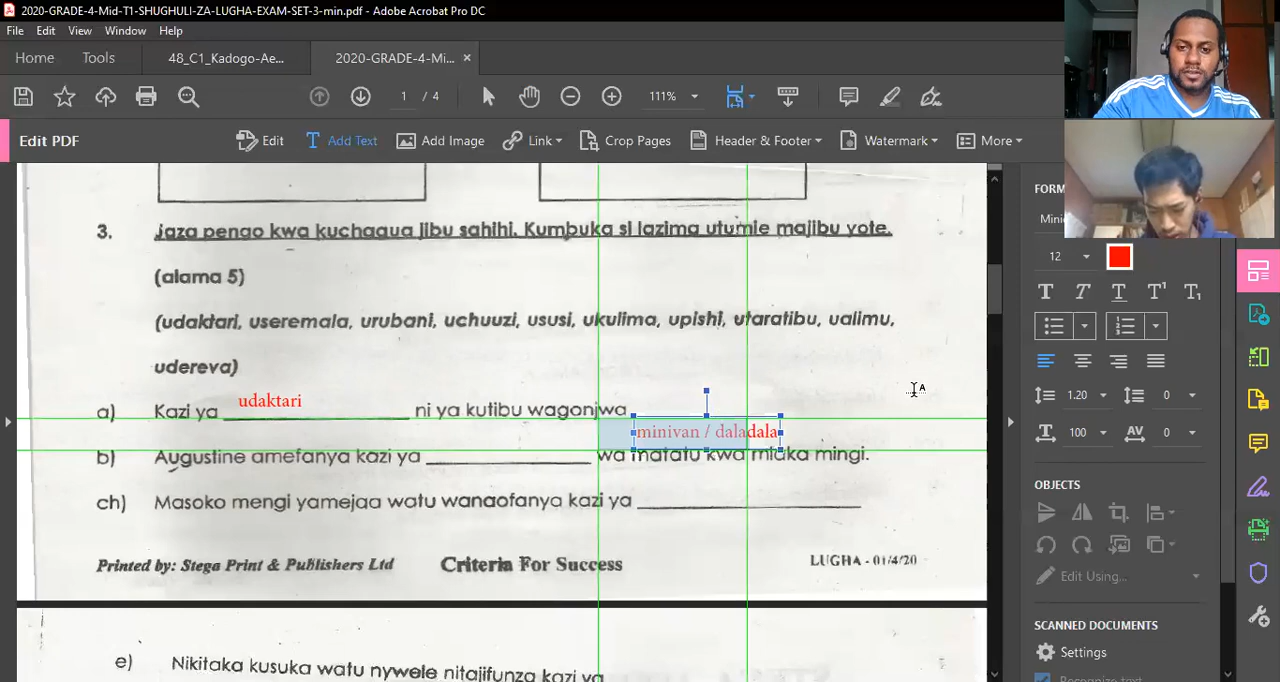 2020-GRADE-4-Mid-T1-SHUGHULI-ZA-LUGHA-EXAM-SET-3-min.pdf - Adobe Acrobat Pro DC
File Edit View Window Help
Home Tools 48_C1_Kadogo-Ae... 2020-GRADE-4-Mi... ×
1 / 4 111%
Edit PDF Edit Add Text Add Image Link Crop Pages Header & Footer Watermark More
3. Jaza pengo kwa kuchagua jibu sahihi. Kumbuka si lazima utumie majibu yote.
(alama 5)
(udaktari, useremala, urubani, uchuuzi, ususi, ukulima, upishi, utaratibu, ualimu,
udereva)
a) Kazi ya udaktari ni ya kutibu wagonjwa
minivan / daladala
b) Augustine amefanya kazi ya ____________ wa matatu kwa miaka mingi.
ch) Masoko mengi yamejaa watu wanaofanya kazi ya ____________
Printed by: Stega Print & Publishers Ltd Criteria For Success LUGHA - 01/4/20
e) Nikitaka kusuka watu nywele nitajifunza kazi ya
FORM
Mini
12
1.20 0
100 0
OBJECTS
Edit Using...
SCANNED DOCUMENTS
Settings
Recognize text